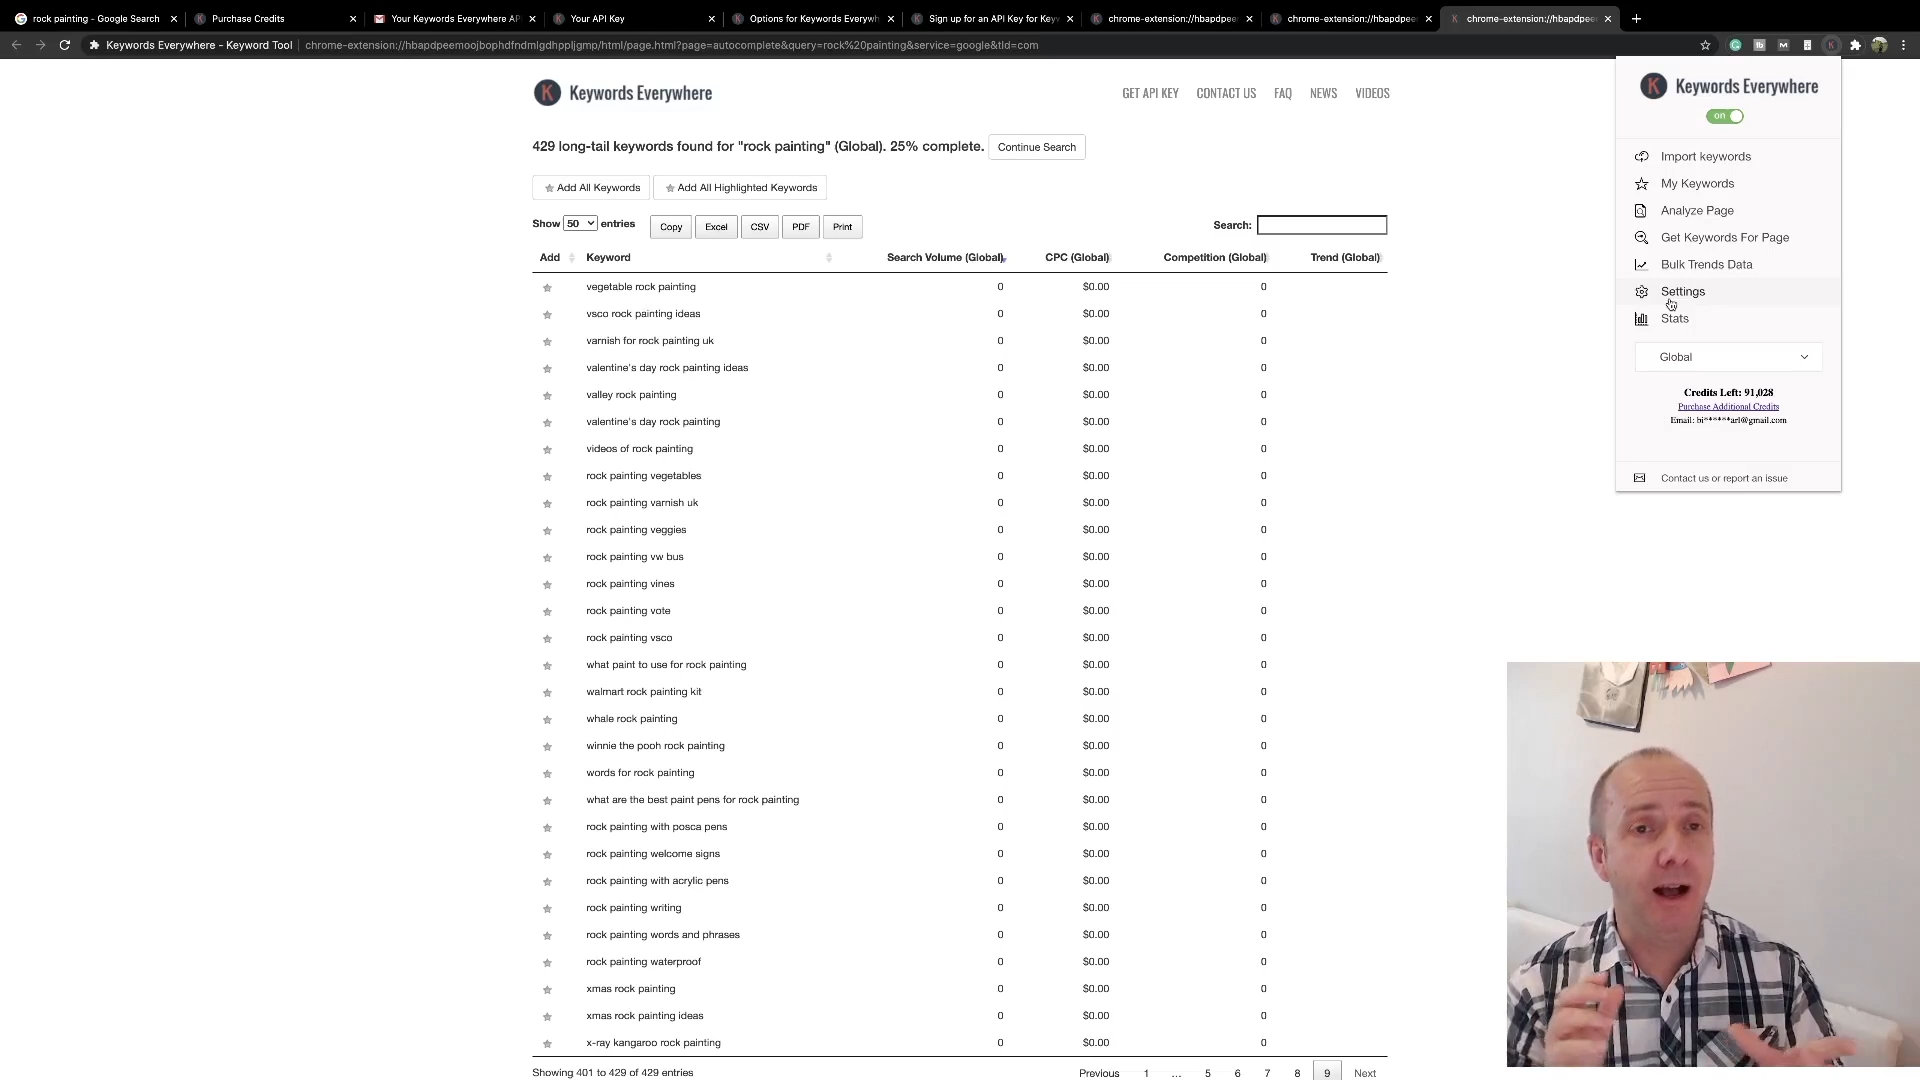 rock painting - Google Search
Purchase Credits
Your Keywords Everywhere AP
Your API Key
Options for Keywords Everywh
Sign up for an API Key for Key
chrome-extension://hbapdpee
chrome-extension://hbapdpee
chrome-extension://hbapdpee
Keywords Everywhere - Keyword Tool
chrome-extension://hbapdpeemoojbophdfndmlgdhppljgmp/html/page.html?page=autocomplete&query=rock%20painting&service=google&tld=com
K Keywords Everywhere
GET API KEY CONTACT US FAQ NEWS VIDEOS
429 long-tail keywords found for "rock painting" (Global). 25% complete. Continue Search
Add All Keywords Add All Highlighted Keywords
Show 50 entries Copy Excel CSV PDF Print Search:
Add Keyword Search Volume (Global) CPC (Global) Competition (Global) Trend (Global)
vegetable rock painting 0 $0.00 0
vsco rock painting ideas 0 $0.00 0
varnish for rock painting uk 0 $0.00 0
valentine's day rock painting ideas 0 $0.00 0
valley rock painting 0 $0.00 0
valentine's day rock painting 0 $0.00 0
videos of rock painting 0 $0.00 0
rock painting vegetables 0 $0.00 0
rock painting varnish uk 0 $0.00 0
rock painting veggies 0 $0.00 0
rock painting vw bus 0 $0.00 0
rock painting vines 0 $0.00 0
rock painting vote 0 $0.00 0
rock painting vsco 0 $0.00 0
what paint to use for rock painting 0 $0.00 0
walmart rock painting kit 0 $0.00 0
whale rock painting 0 $0.00 0
winnie the pooh rock painting 0 $0.00 0
words for rock painting 0 $0.00 0
what are the best paint pens for rock painting 0 $0.00 0
rock painting with posca pens 0 $0.00 0
rock painting welcome signs 0 $0.00 0
rock painting with acrylic pens 0 $0.00 0
rock painting writing 0 $0.00 0
rock painting words and phrases 0 $0.00 0
rock painting waterproof 0 $0.00 0
xmas rock painting 0 $0.00 0
xmas rock painting ideas 0 $0.00 0
x-ray kangaroo rock painting 0 $0.00 0
Showing 401 to 429 of 429 entries
Previous 1 ... 5 6 7 8 9 Next
K Keywords Everywhere
on
Import keywords
My Keywords
Analyze Page
Get Keywords For Page
Bulk Trends Data
Settings
Stats
Global
Credits Left: 91,028
Purchase Additional Credits
Email: bi******arl@gmail.com
Contact us or report an issue